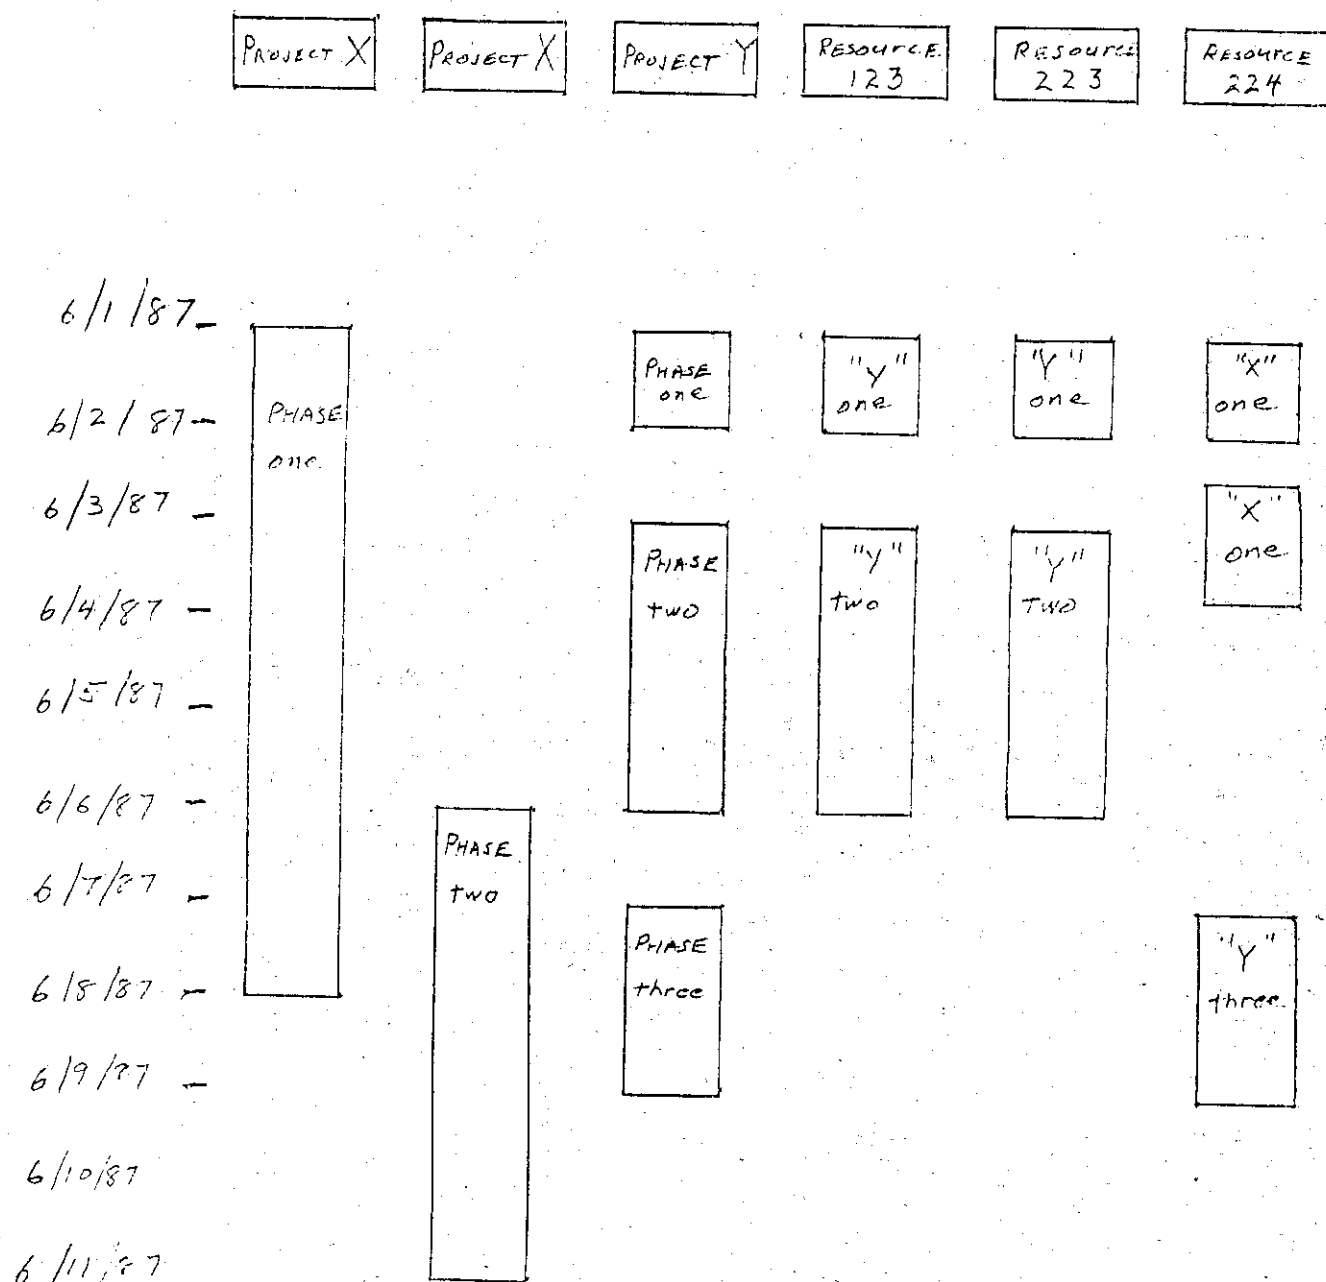 PROJECT X
PROJECT X
PROJECT Y
RESOURCE
123
RESOURCE
223
RESOURCE
224
6/1/87
6/2/87
6/3/87
6/4/87
6/5/87
6/6/87
6/7/87
6/8/87
6/9/87
6/10/87
6/11/87
PHASE
one
PHASE
two
PHASE
one
PHASE
two
PHASE
three
"Y"
one
"Y"
two
"Y"
one
"Y"
TWO
"X"
one
"X"
one
"Y"
three